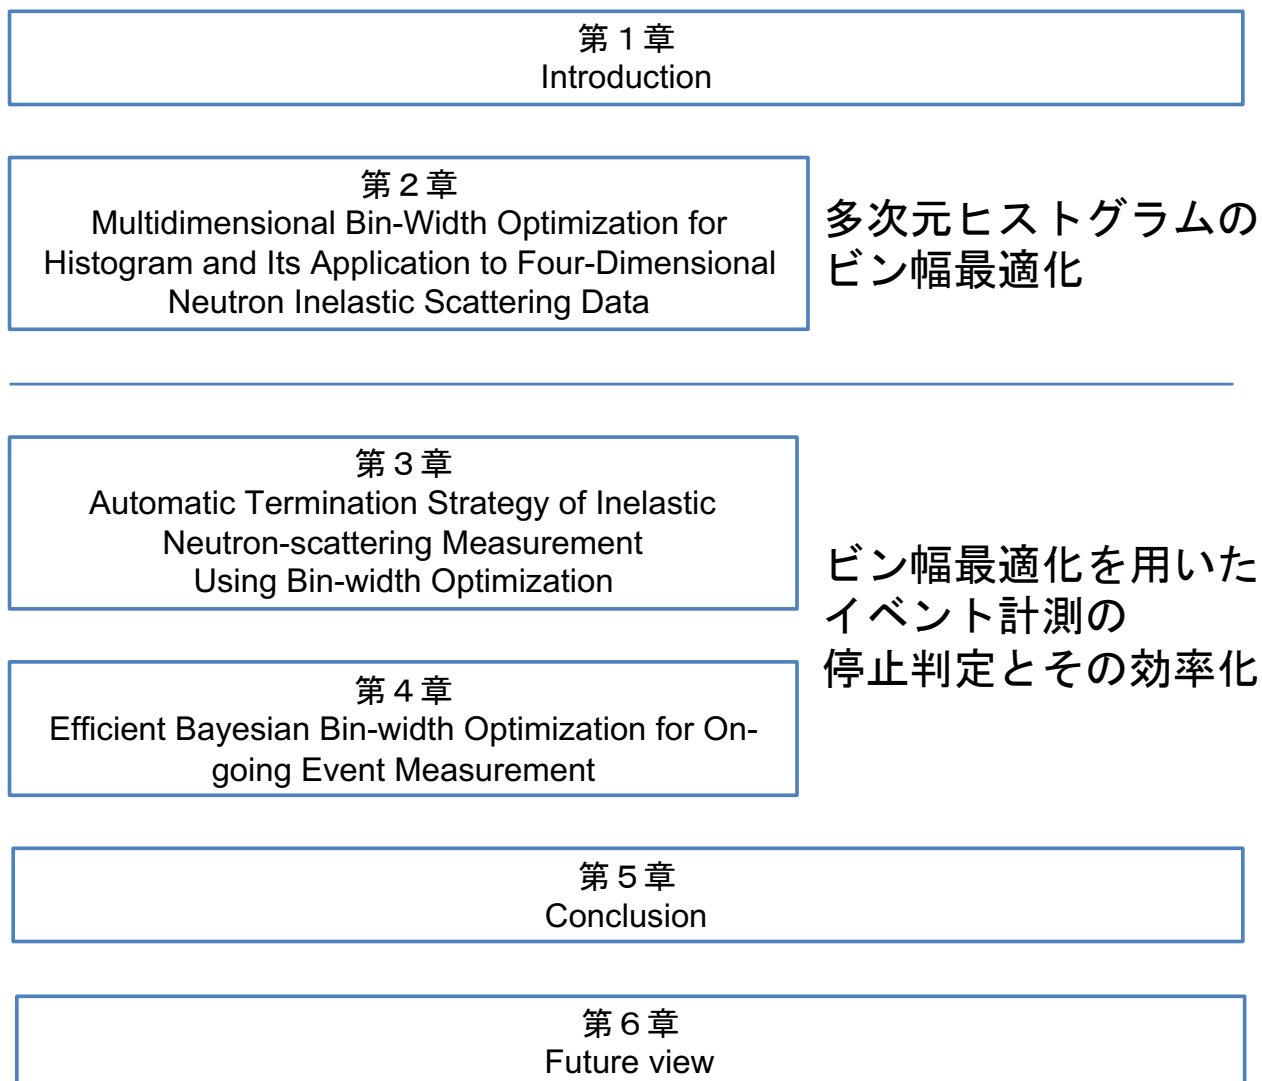 第１章
Introduction
第２章
Multidimensional Bin-Width Optimization for
Histogram and Its Application to Four-Dimensional
Neutron Inelastic Scattering Data
多次元ヒストグラムの
ビン幅最適化
第３章
Automatic Termination Strategy of Inelastic
Neutron-scattering Measurement
Using Bin-width Optimization
第４章
Efficient Bayesian Bin-width Optimization for On-
going Event Measurement
ビン幅最適化を用いた
イベント計測の
停止判定とその効率化
第５章
Conclusion
第６章
Future view